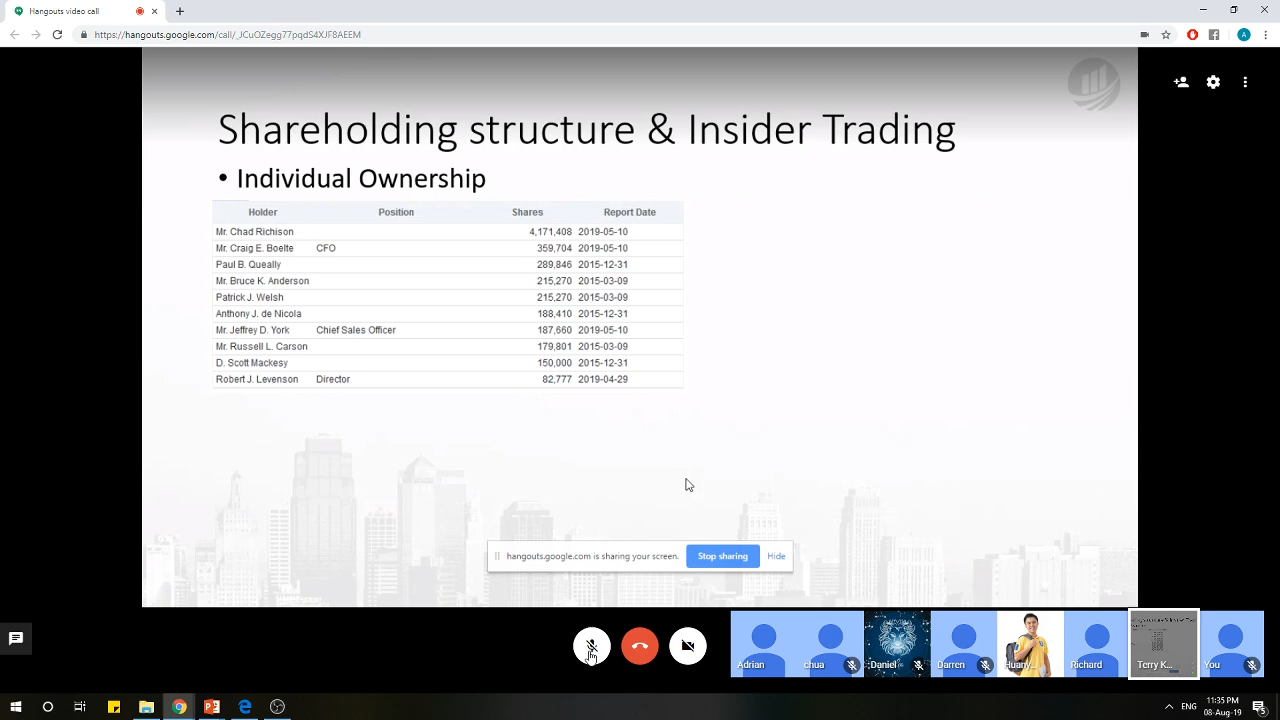 Hangouts video call
https://hangouts.google.com/call/_JCuOZegg77pqdS4XJF8AEEM
A
Shareholding structure & Insider Trading
• Individual Ownership
Holder Position Shares Report Date
Mr. Chad Richison 4,171,408 2019-05-10
Mr. Craig E. Boelte CFO 359,704 2019-05-10
Paul B. Queally 289,846 2015-12-31
Mr. Bruce K. Anderson 215,270 2015-03-09
Patrick J. Welsh 215,270 2015-03-09
Anthony J. de Nicola 188,410 2015-12-31
Mr. Jeffrey D. York Chief Sales Officer 187,660 2019-05-10
Mr. Russell L. Carson 179,801 2015-03-09
D. Scott Mackesy 150,000 2015-12-31
Robert J. Levenson Director 82,777 2019-04-29
hangouts.google.com is sharing your screen. Stop sharing Hide
Adrian chua Daniel Darren Huany... Richard Terry K... You
ENG 11:35 PM
08-Aug-19